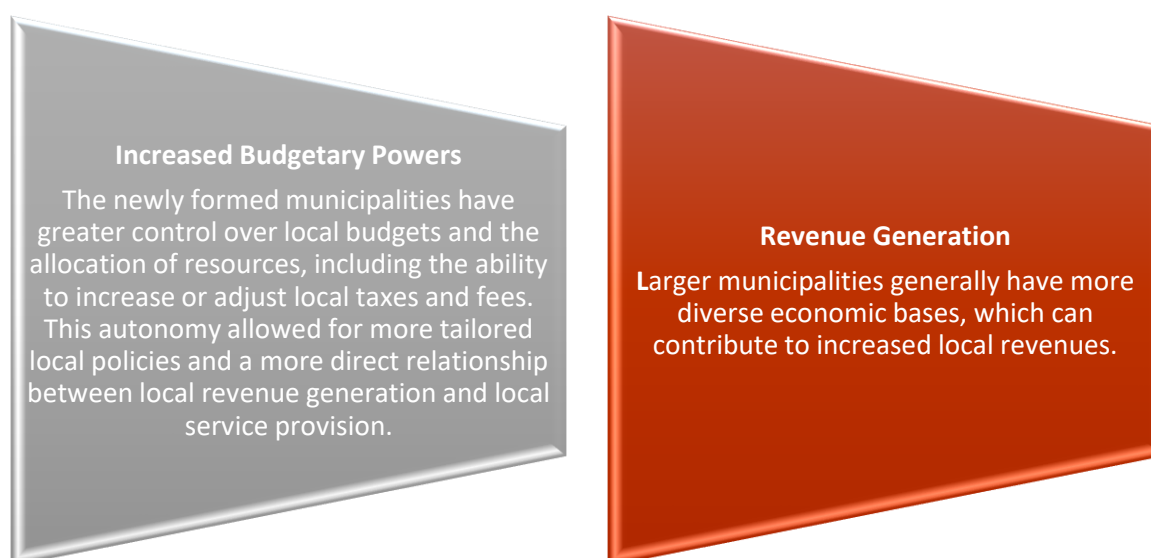 Increased Budgetary Powers
The newly formed municipalities have
greater control over local budgets and the
allocation of resources, including the ability
to increase or adjust local taxes and fees.
This autonomy allowed for more tailored
local policies and a more direct relationship
between local revenue generation and local
service provision.
Revenue Generation
Larger municipalities generally have more
diverse economic bases, which can
contribute to increased local revenues.